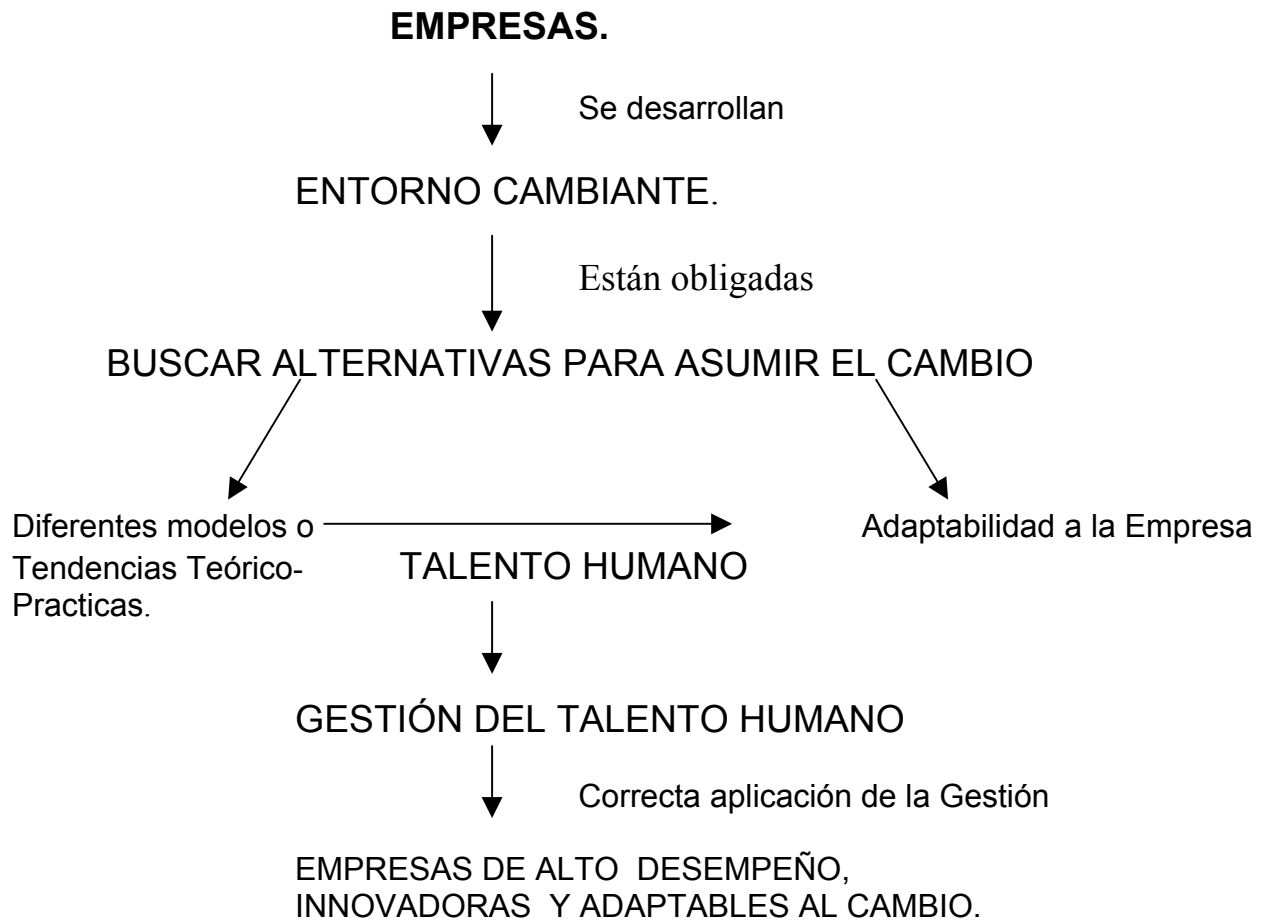 EMPRESAS.
Se desarrollan
ENTORNO CAMBIANTE.
Están obligadas
BUSCAR ALTERNATIVAS PARA ASUMIR EL CAMBIO
Diferentes modelos o
Tendencias Teórico-
Practicas.
Adaptabilidad a la Empresa
TALENTO HUMANO
GESTIÓN DEL TALENTO HUMANO
Correcta aplicación de la Gestión
EMPRESAS DE ALTO DESEMPEÑO,
INNOVADORAS Y ADAPTABLES AL CAMBIO.